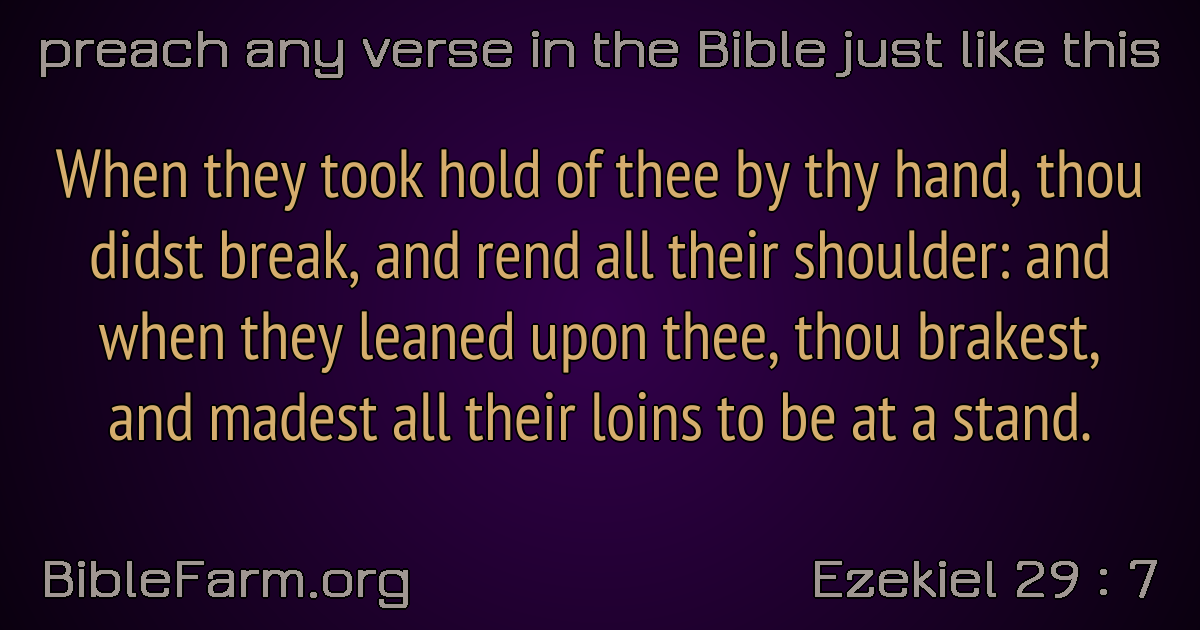 preach any verse in the Bible just like this
When they took hold of thee by thy hand, thou
didst break, and rend all their shoulder: and
when they leaned upon thee, thou brakest,
and madest all their loins to be at a stand.
BibleFarm.org
Ezekiel 29 : 7